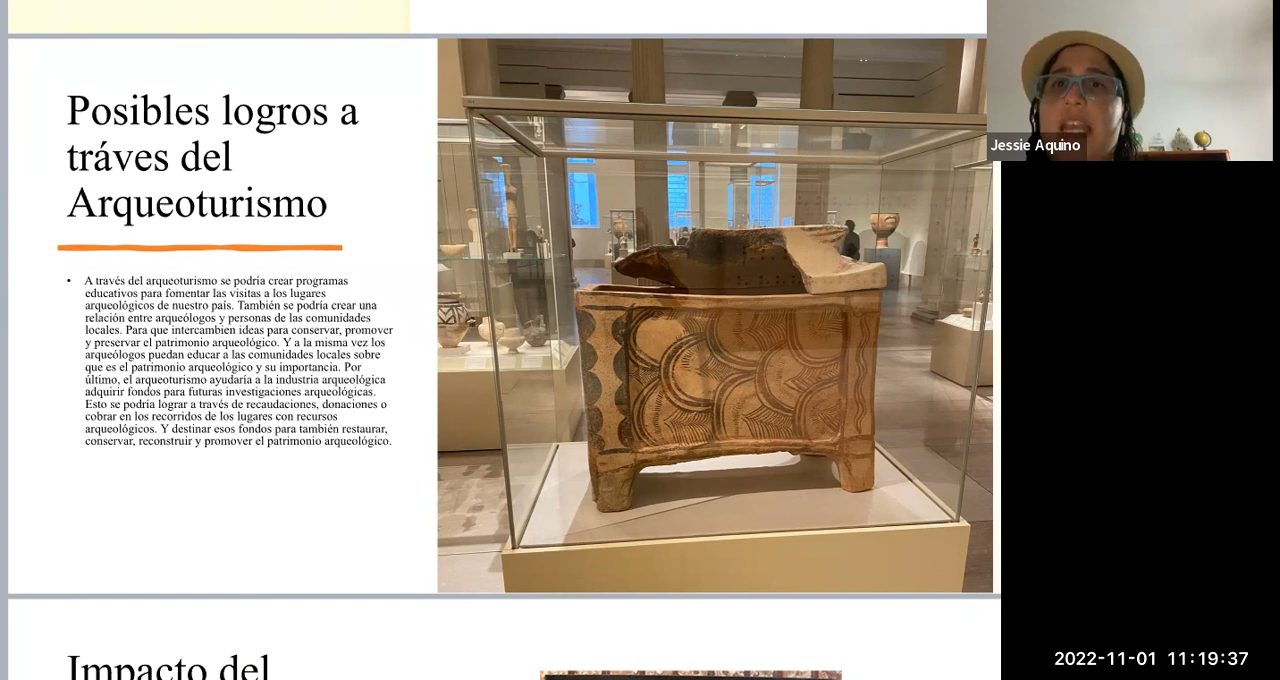 Posibles logros a
tráves del
Arqueoturismo
• A través del arqueoturismo se podría crear programas
educativos para fomentar las visitas a los lugares
arqueológicos de nuestro país. También se podría crear una
relación entre arqueólogos y personas de las comunidades
locales. Para que intercambien ideas para conservar, promover
y preservar el patrimonio arqueológico. Y a la misma vez los
arqueólogos puedan educar a las comunidades locales sobre
que es el patrimonio arqueológico y su importancia. Por
último, el arqueoturismo ayudaría a la industria arqueológica
adquirir fondos para futuras investigaciones arqueológicas.
Esto se podría lograr a través de recaudaciones, donaciones o
cobrar en los recorridos de los lugares con recursos
arqueológicos. Y destinar esos fondos para también restaurar,
conservar, reconstruir y promover el patrimonio arqueológico.
Impacto del
Jessie Aquino
2022-11-01 11:19:37